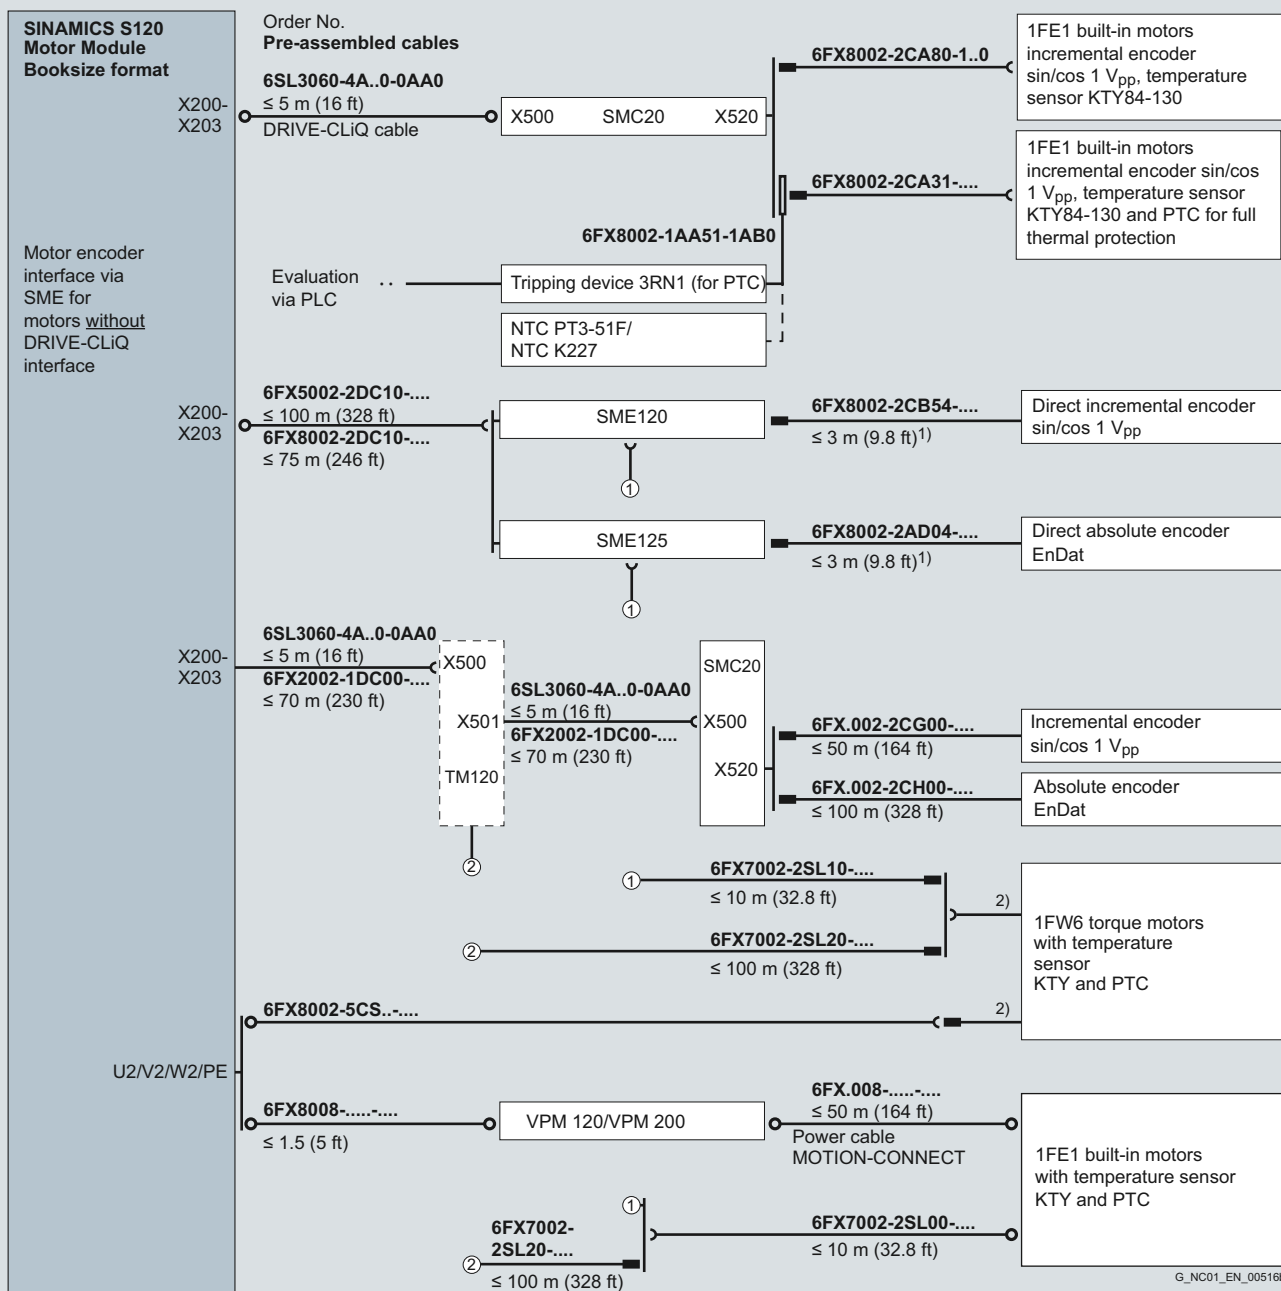 SINAMICS S120
Motor Module
Booksize format
Order No.
Pre-assembled cables
6SL3060-4A..0-0AA0
≤ 5 m (16 ft)
DRIVE-CLiQ cable
X200-
X203
X500 SMC20 X520
6FX8002-2CA80-1..0
1FE1 built-in motors
incremental encoder
sin/cos 1 Vpp, temperature
sensor KTY84-130
6FX8002-2CA31-....
1FE1 built-in motors
incremental encoder sin/cos
1 Vpp, temperature sensor
KTY84-130 and PTC for full
thermal protection
6FX8002-1AA51-1AB0
Motor encoder
interface via
SME for
motors without
DRIVE-CLiQ
interface
Evaluation
via PLC
..
Tripping device 3RN1 (for PTC)
NTC PT3-51F/
NTC K227
X200-
X203
6FX5002-2DC10-....
≤ 100 m (328 ft)
6FX8002-2DC10-....
≤ 75 m (246 ft)
SME120
6FX8002-2CB54-....
≤ 3 m (9.8 ft)1)
Direct incremental encoder
sin/cos 1 Vpp
1
SME125
6FX8002-2AD04-....
≤ 3 m (9.8 ft)1)
Direct absolute encoder
EnDat
1
X200-
X203
6SL3060-4A..0-0AA0
≤ 5 m (16 ft)
6FX2002-1DC00-....
≤ 70 m (230 ft)
X500
X501
TM120
2
6SL3060-4A..0-0AA0
≤ 5 m (16 ft)
6FX2002-1DC00-....
≤ 70 m (230 ft)
SMC20
X500
X520
6FX.002-2CG00-....
≤ 50 m (164 ft)
Incremental encoder
sin/cos 1 Vpp
6FX.002-2CH00-....
≤ 100 m (328 ft)
Absolute encoder
EnDat
1
6FX7002-2SL10-....
≤ 10 m (32.8 ft)
2
6FX7002-2SL20-....
≤ 100 m (328 ft)
2)
1FW6 torque motors
with temperature
sensor
KTY and PTC
2)
6FX8002-5CS..-....
U2/V2/W2/PE
6FX8008-.....-....
≤ 1.5 (5 ft)
VPM 120/VPM 200
6FX.008-.....-....
≤ 50 m (164 ft)
Power cable
MOTION-CONNECT
1FE1 built-in motors
with temperature sensor
KTY and PTC
1
6FX7002-
2SL20-....
2
≤ 100 m (328 ft)
6FX7002-2SL00-....
≤ 10 m (32.8 ft)